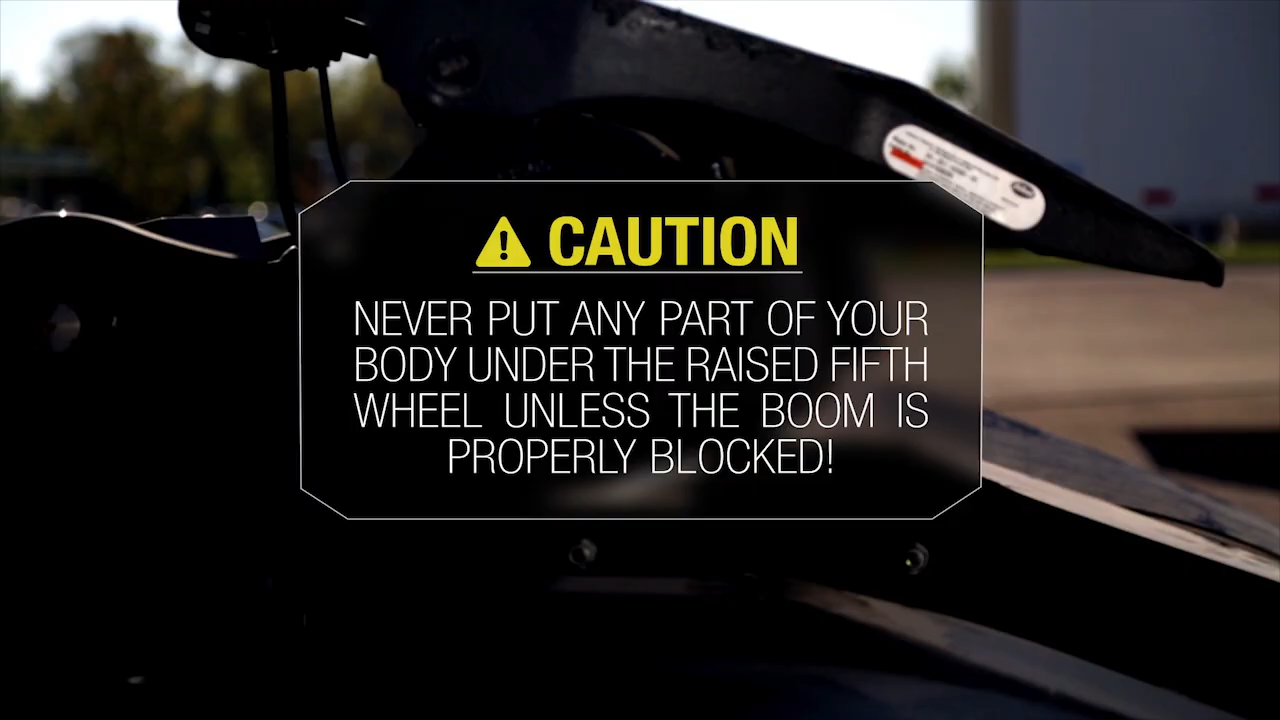 CAUTION
NEVER PUT ANY PART OF YOUR
BODY UNDER THE RAISED FIFTH
WHEEL UNLESS THE BOOM IS
PROPERLY BLOCKED!